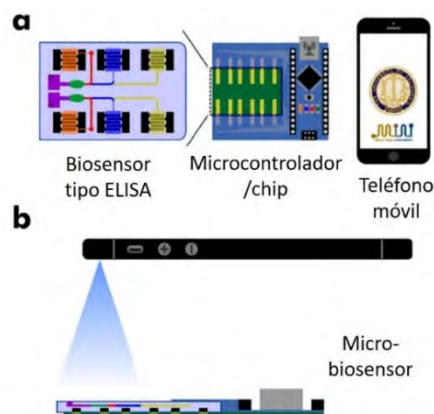 a
Biosensor
tipo ELISA
Microcontrolador
/chip
Teléfono
móvil
b
Micro-
biosensor